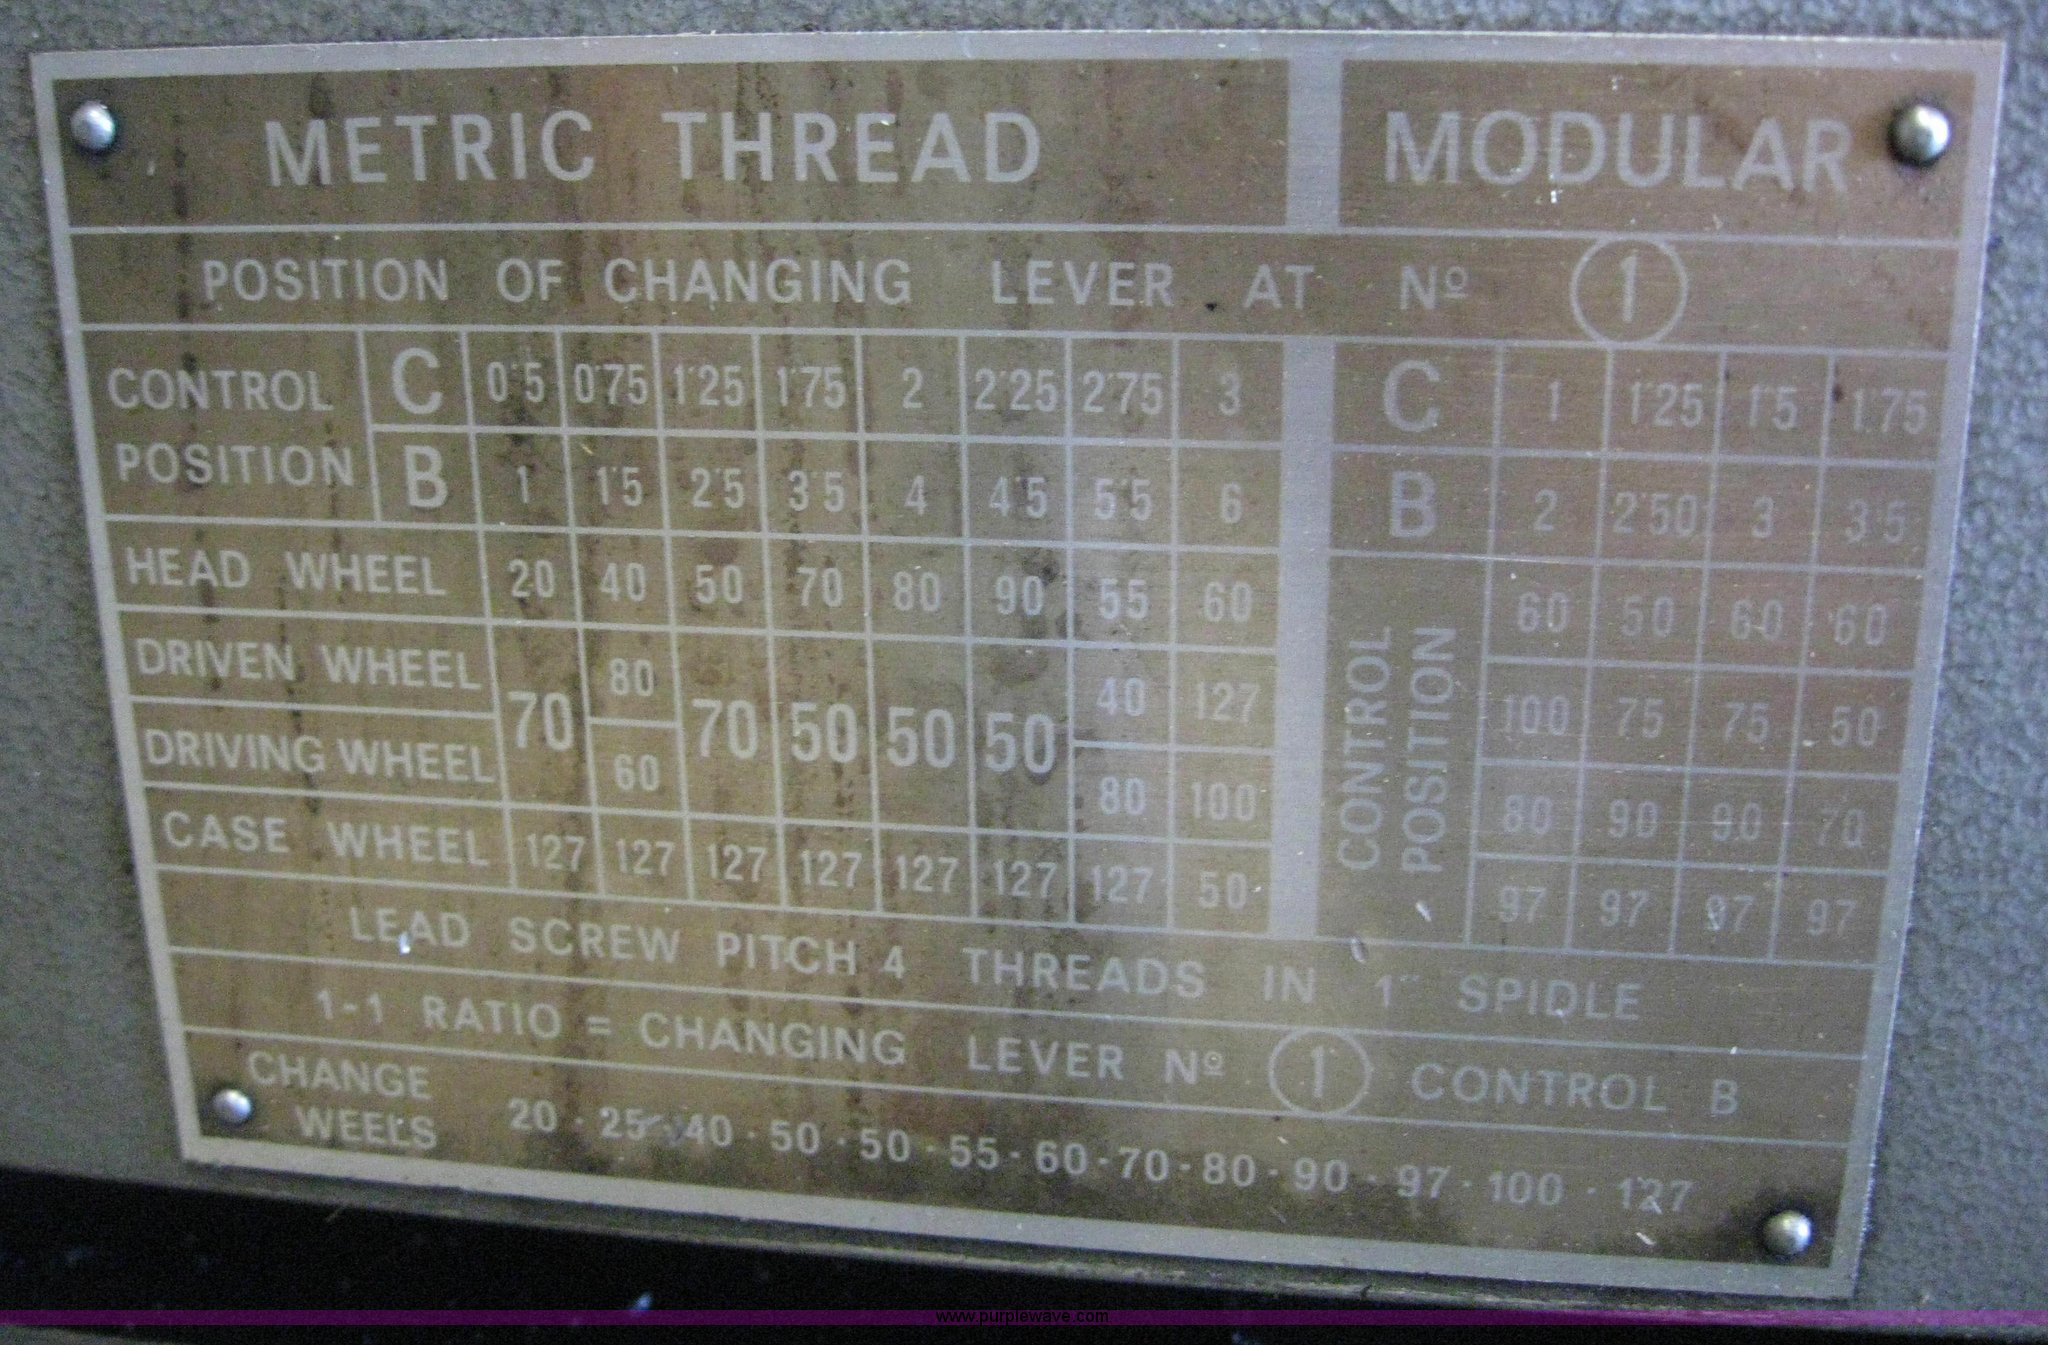 METRIC THREAD MODULAR
POSITION OF CHANGING LEVER AT Nº 1
CONTROL POSITION C 0'5 0'75 1'25 1'75 2 2'25 2'75 3 C 1 1'25 1'5 1'75
B 1 1'5 2'5 3'5 4 4'5 5'5 6 B 2 2'50 3 3'5
HEAD WHEEL 20 40 50 70 80 90 55 60 CONTROL POSITION 60 50 60 60
DRIVEN WHEEL 70 80 70 50 50 50 40 127 100 75 75 50
DRIVING WHEEL 60 80 100 80 90 90 70
CASE WHEEL 127 127 127 127 127 127 127 50 97 97 97 97
LEAD SCREW PITCH 4 THREADS IN 1" SPIDLE
1-1 RATIO = CHANGING LEVER Nº 1 CONTROL B
CHANGE WEELS 20 · 25 · 40 · 50 · 50 · 55 · 60 · 70 · 80 · 90 · 97 · 100 · 127
www.purplewave.com